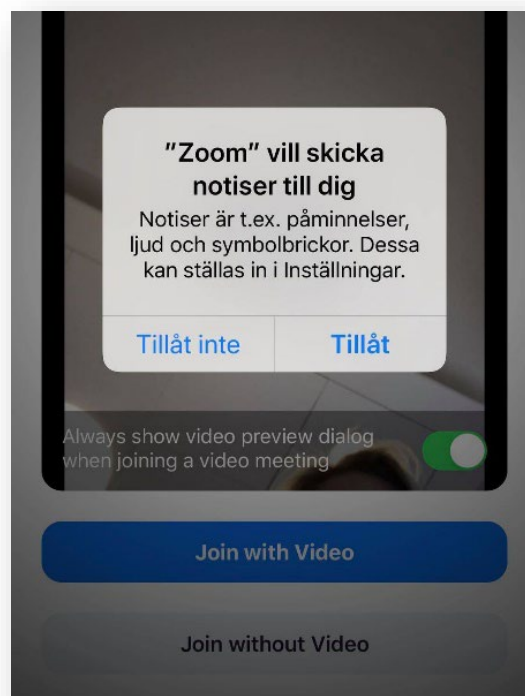 "Zoom" vill skicka
notiser till dig
Notiser är t.ex. påminnelser,
ljud och symbolbrickor. Dessa
kan ställas in i Inställningar.
Tillåt inte
Tillåt
Always show video preview dialog
when joining a video meeting
Join with Video
Join without Video